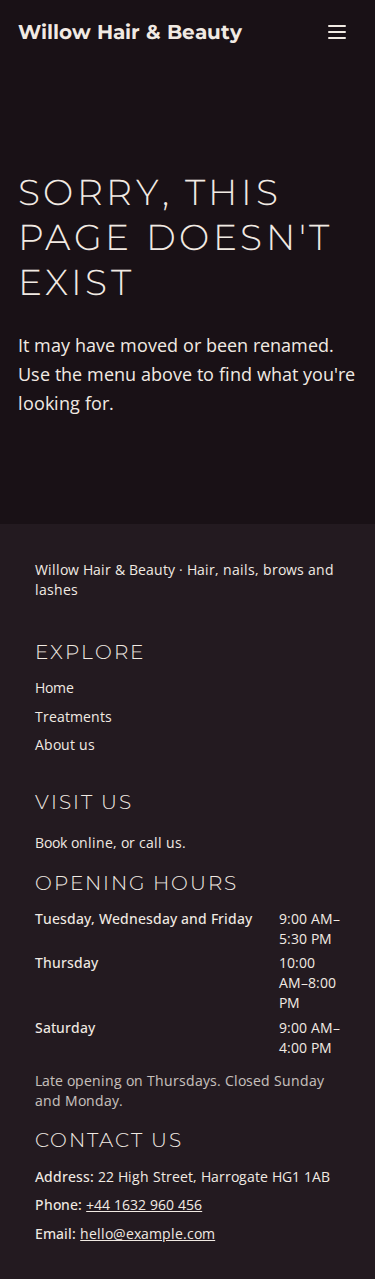 Willow Hair & Beauty
SORRY, THIS
PAGE DOESN'T
EXIST
It may have moved or been renamed.
Use the menu above to find what you're
looking for.
Willow Hair & Beauty · Hair, nails, brows and
lashes
EXPLORE
Home
Treatments
About us
VISIT US
Book online, or call us.
OPENING HOURS
Tuesday, Wednesday and Friday 9:00 AM–
5:30 PM
Thursday 10:00
AM–8:00
PM
Saturday 9:00 AM–
4:00 PM
Late opening on Thursdays. Closed Sunday
and Monday.
CONTACT US
Address: 22 High Street, Harrogate HG1 1AB
Phone: +44 1632 960 456
Email: hello@example.com